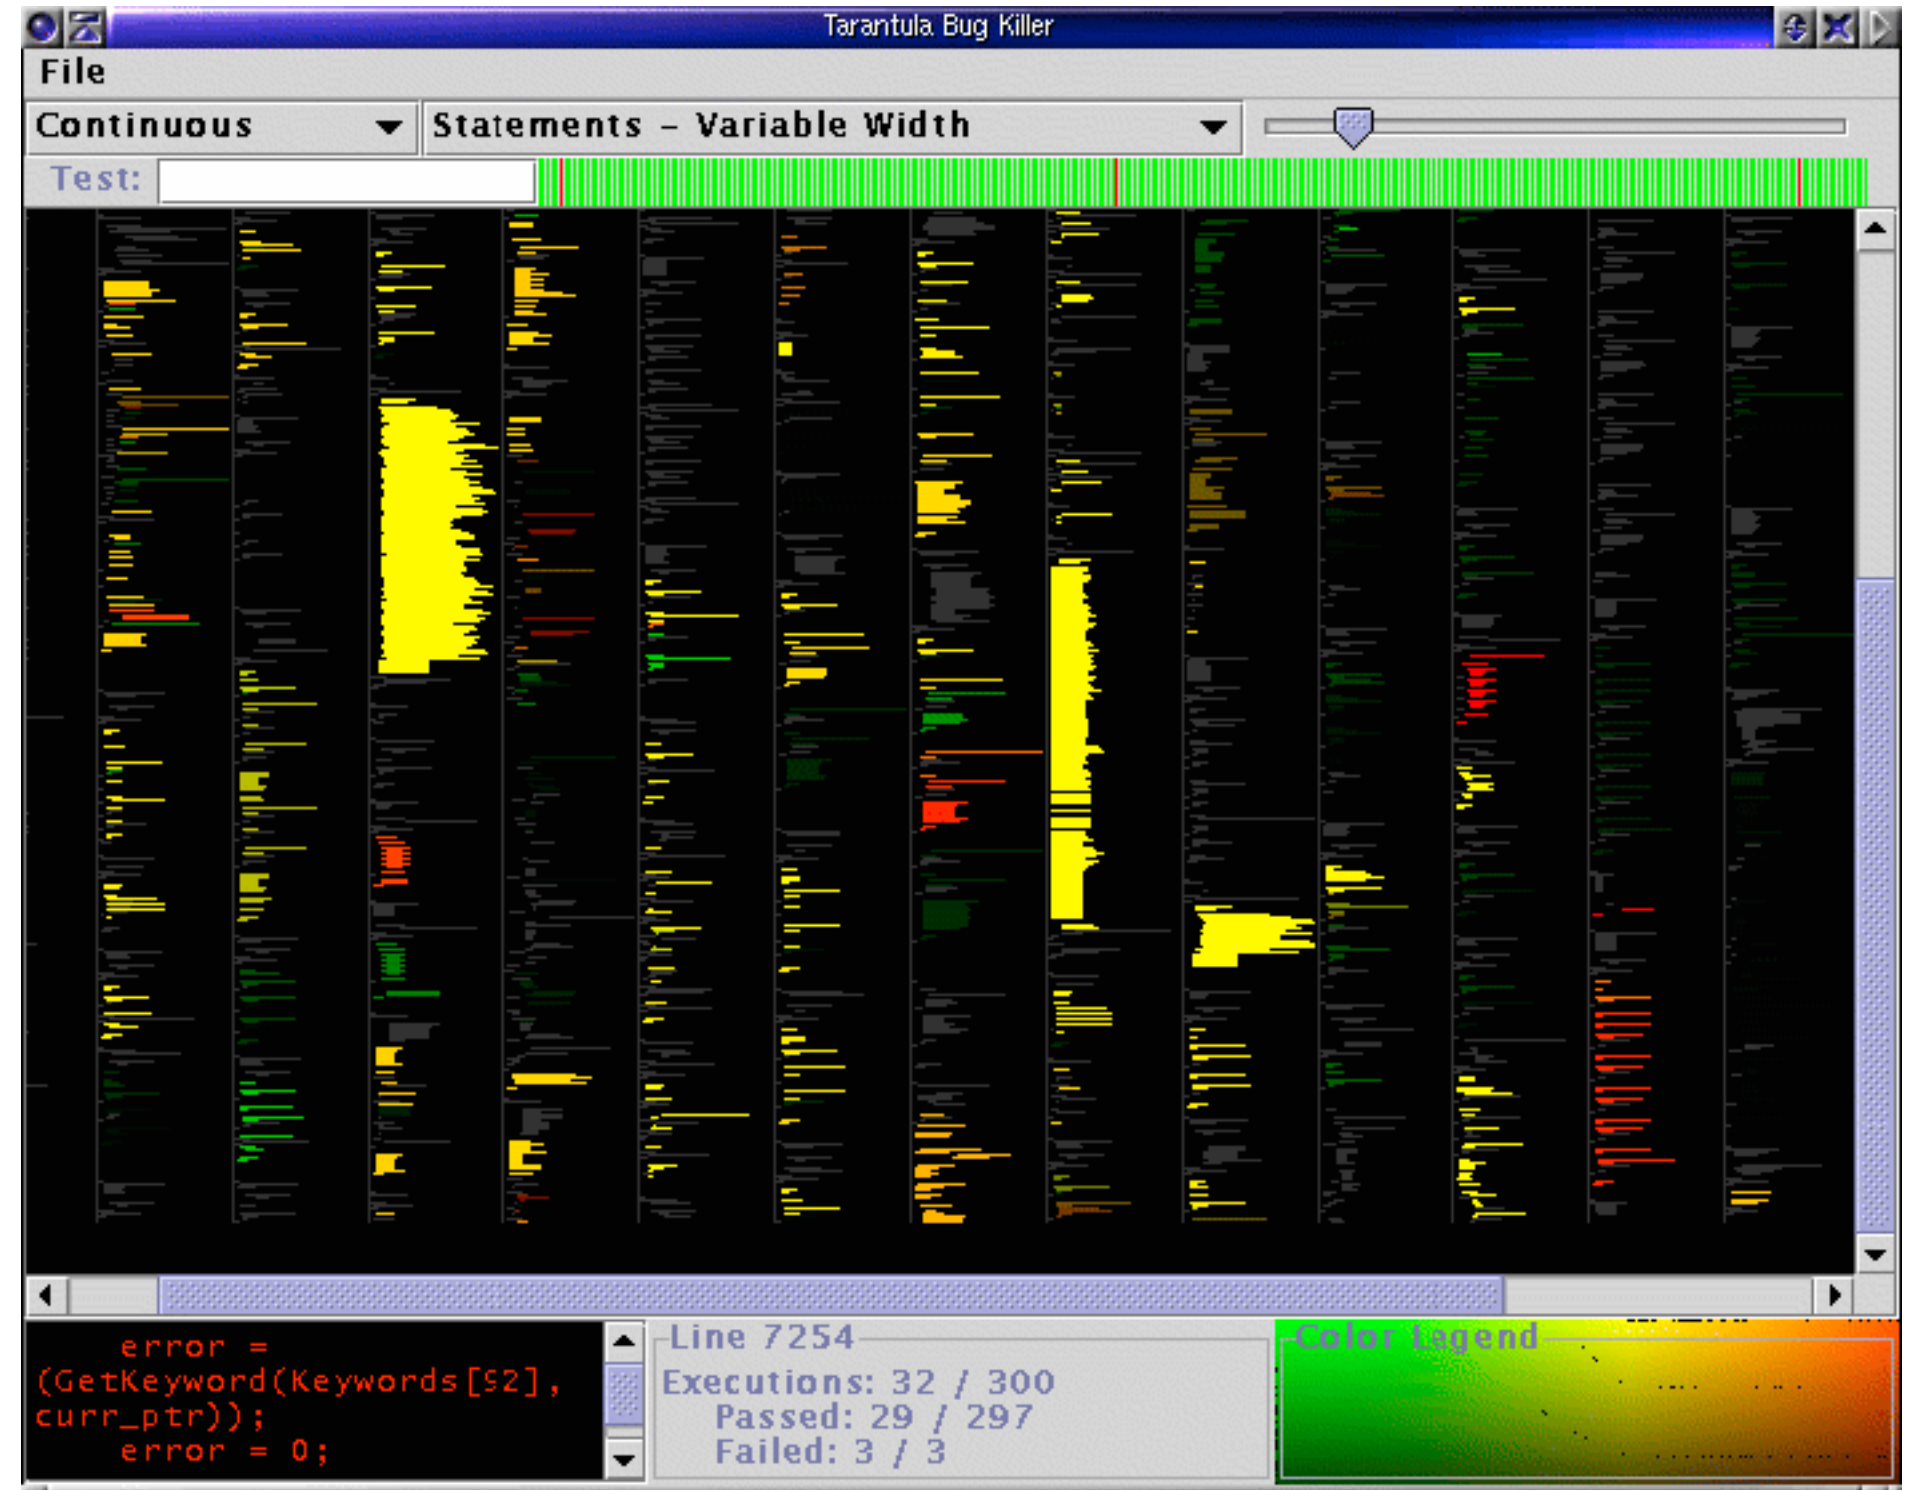 Tarantula Bug Killer
File
Continuous
Statements – Variable Width
Test:
error =
(GetKeyword(Keywords[92],
curr_ptr));
error = 0;
Line 7254
Executions: 32 / 300
Passed: 29 / 297
Failed: 3 / 3
Color Legend